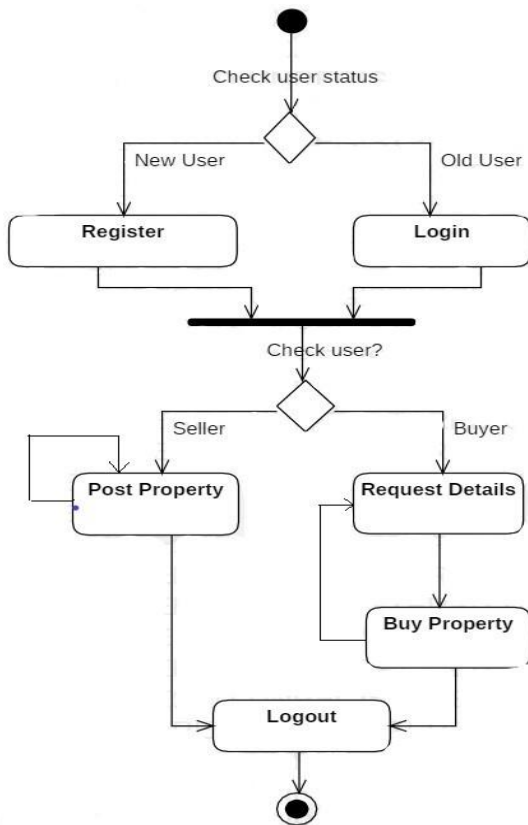 Check user status
New User
Old User
Register
Login
Check user?
Seller
Buyer
Post Property
Request Details
Buy Property
Logout